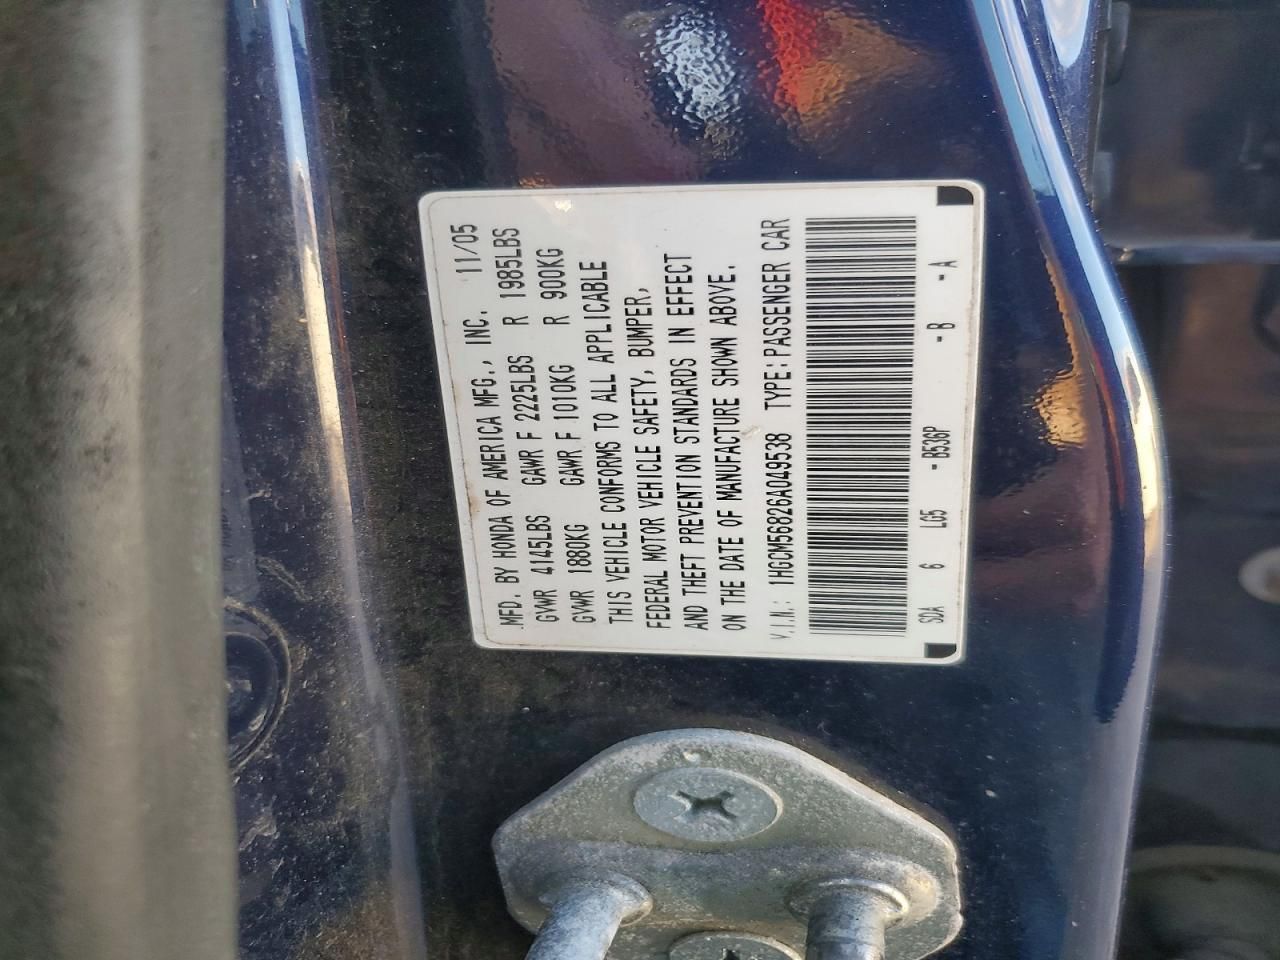 MFD. BY HONDA OF AMERICA MFG., INC. 11/05
GVWR 4145LBS GAWR F 2225LBS R 1985LBS
GVWR 1880KG GAWR F 1010KG R 900KG
THIS VEHICLE CONFORMS TO ALL APPLICABLE
FEDERAL MOTOR VEHICLE SAFETY, BUMPER,
AND THEFT PREVENTION STANDARDS IN EFFECT
ON THE DATE OF MANUFACTURE SHOWN ABOVE.
V.I.N.: 1HGCM56826A049538 TYPE: PASSENGER CAR
SDA 6 LG5 - B536P - B - A